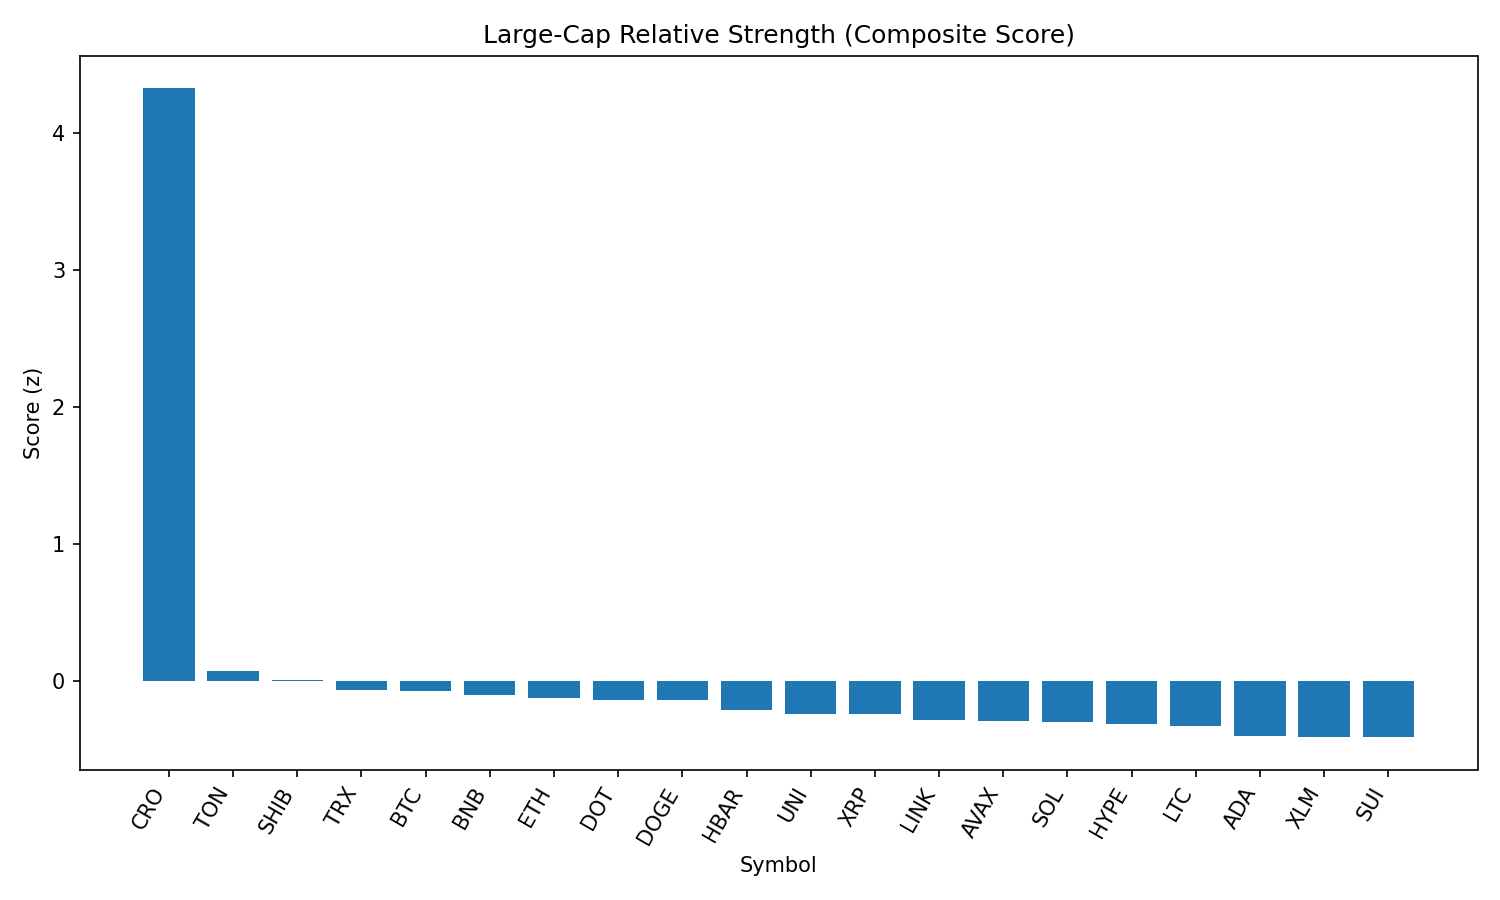 Large-Cap Relative Strength (Composite Score)
Score (z)
4
3
2
1
0
CRO
TON
SHIB
TRX
BTC
BNB
ETH
DOT
DOGE
HBAR
UNI
XRP
LINK
AVAX
SOL
HYPE
LTC
ADA
XLM
SUI
Symbol